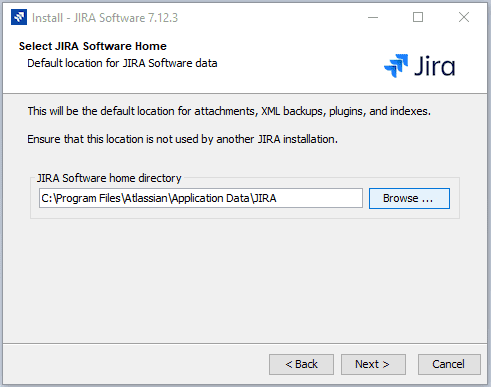 Install - JIRA Software 7.12.3
Select JIRA Software Home
Default location for JIRA Software data
Jira
This will be the default location for attachments, XML backups, plugins, and indexes.
Ensure that this location is not used by another JIRA installation.
JIRA Software home directory
C:\Program Files\Atlassian\Application Data\JIRA
Browse ...
< Back
Next >
Cancel